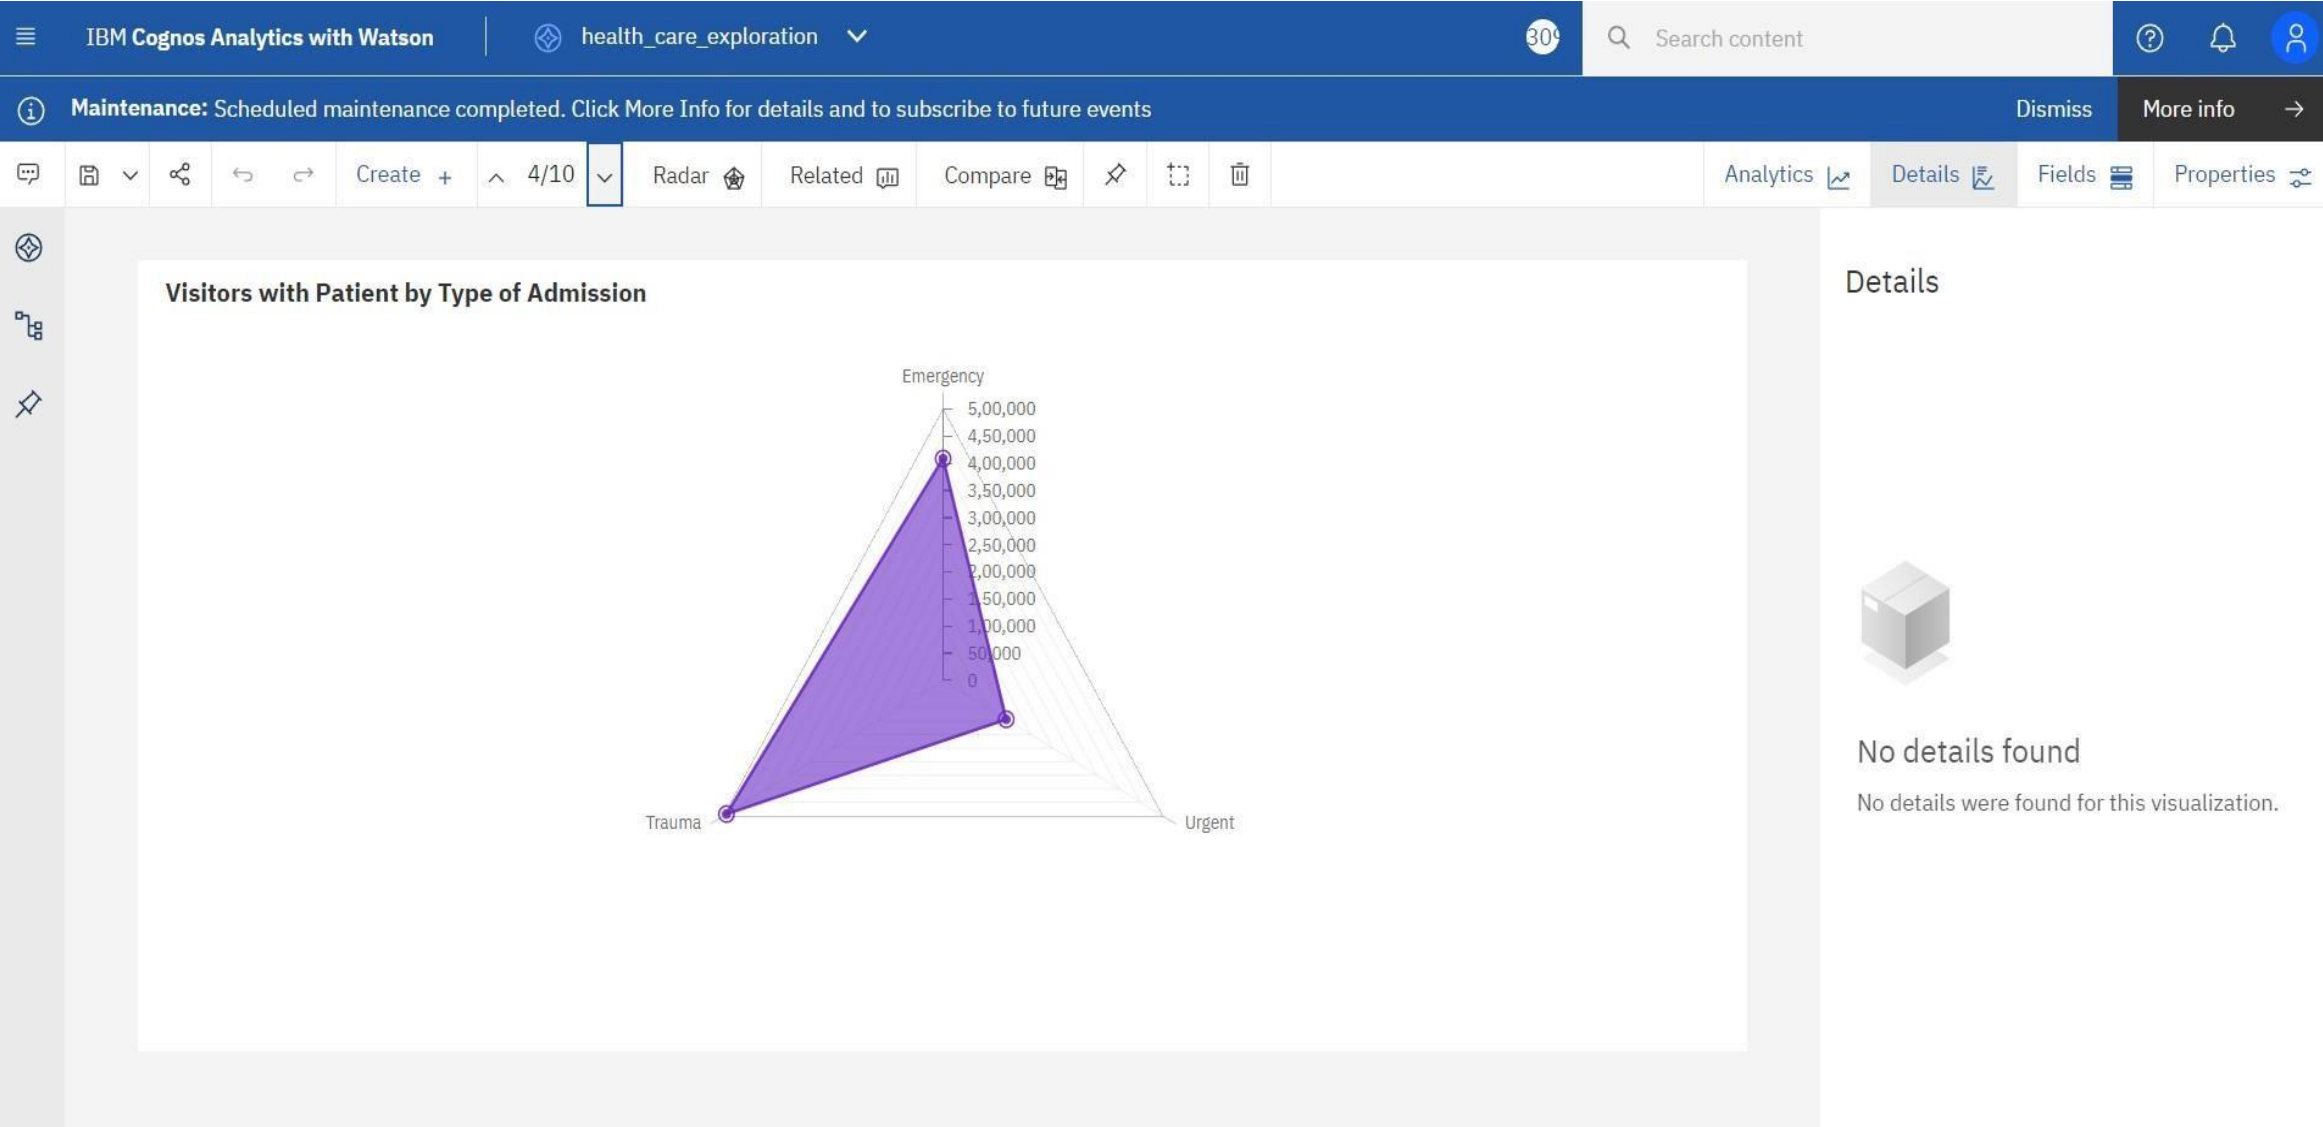 IBM Cognos Analytics with Watson
health_care_exploration
Search content
Maintenance: Scheduled maintenance completed. Click More Info for details and to subscribe to future events
Dismiss
More info
Create +
4/10
Radar
Related
Compare
Analytics
Details
Fields
Properties
Visitors with Patient by Type of Admission
Emergency
5,00,000
4,50,000
4,00,000
3,50,000
3,00,000
2,50,000
2,00,000
1,50,000
1,00,000
50,000
0
Trauma
Urgent
Details
No details found
No details were found for this visualization.